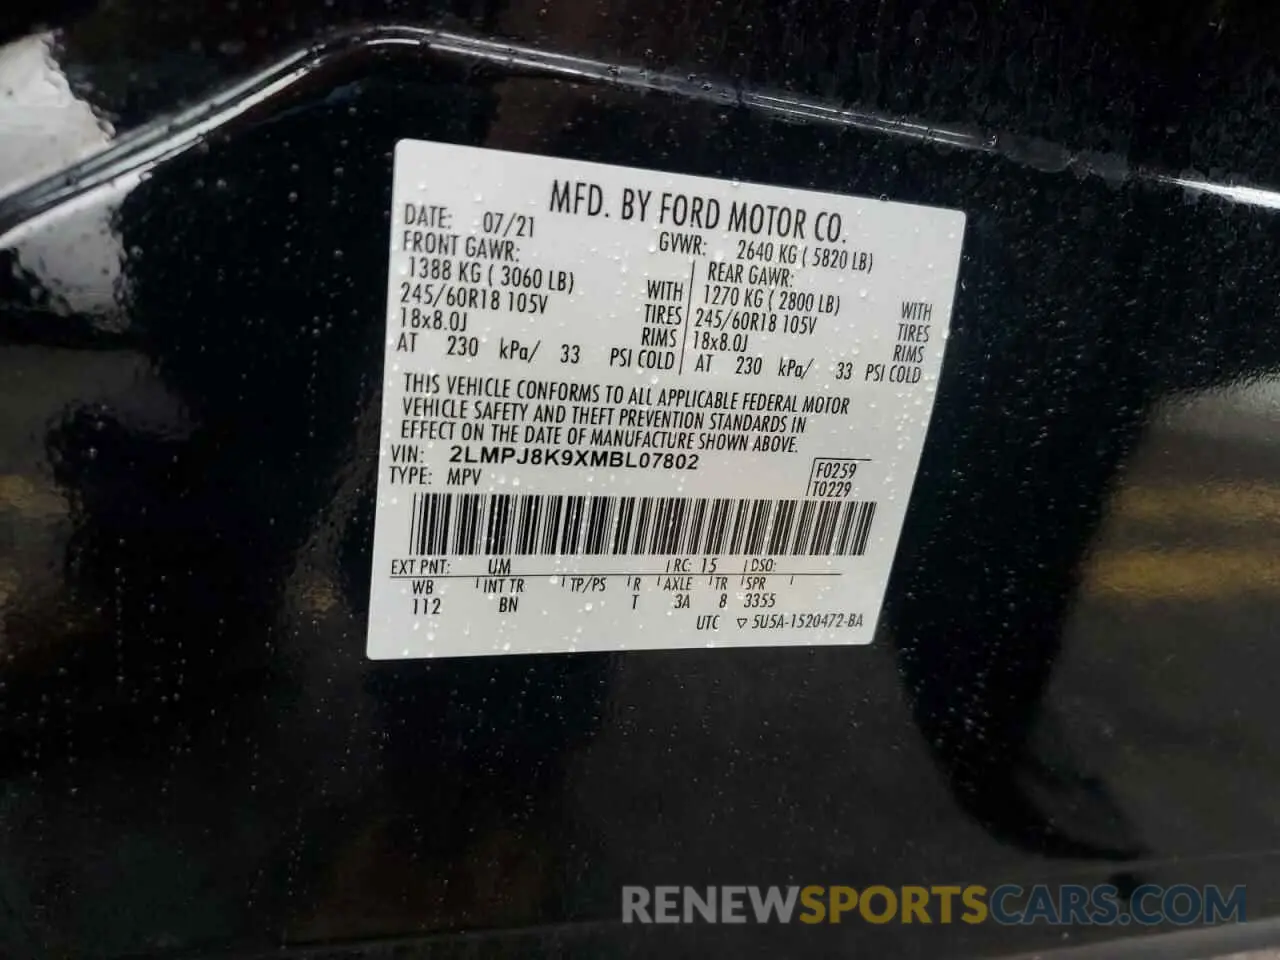 MFD. BY FORD MOTOR CO.
DATE: 07/21 GVWR: 2640 KG ( 5820 LB)
FRONT GAWR: REAR GAWR:
1388 KG ( 3060 LB) WITH 1270 KG ( 2800 LB) WITH
245/60R18 105V TIRES 245/60R18 105V TIRES
18x8.0J RIMS 18x8.0J RIMS
AT 230 kPa/ 33 PSI COLD AT 230 kPa/ 33 PSI COLD
THIS VEHICLE CONFORMS TO ALL APPLICABLE FEDERAL MOTOR
VEHICLE SAFETY AND THEFT PREVENTION STANDARDS IN
EFFECT ON THE DATE OF MANUFACTURE SHOWN ABOVE.
VIN: 2LMPJ8K9XMBL07802 F0259
TYPE: MPV T0229
EXT PNT: UM RC: 15 DSO:
WB INT TR TP/PS R AXLE TR SPR
112 BN T 3A 8 3355
UTC ▽ 5U5A-1520472-BA
RENEWSPORTSCARS.COM